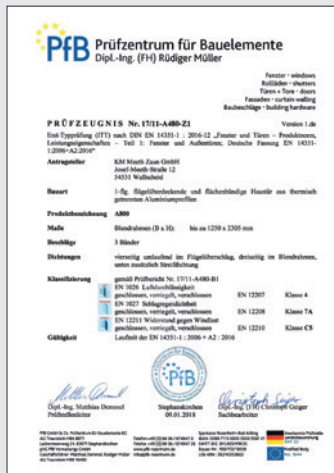 PfB Prüfzentrum für Bauelemente
Dipl.-Ing. (FH) Rüdiger Müller
Fenster · windows
Rollläden · shutters
Türen · Tore · doors
Fassaden · curtain walling
Baubeschläge · building hardware
PRÜFZEUGNIS Nr. 17/11-A480-Z1 Version 1.de
Erst-Typprüfung (ITT) nach DIN EN 14351-1 : 2016-12 „Fenster und Türen – Produktnorm,
Leistungseigenschaften – Teil 1: Fenster und Außentüren; Deutsche Fassung EN 14351-
1:2006+A2:2016"
Antragsteller KM Meeth Zaun GmbH
Josef-Meeth-Straße 12
54531 Wallscheid
Bauart 1-flg. flügelüberdeckende und flächenbündige Haustür aus thermisch
getrennten Aluminiumprofilen
Produktbezeichnung A800
Maße Blendrahmen (B x H): bis zu 1250 x 2305 mm
Beschläge 3 Bänder
Dichtungen vierseitig umlaufend im Flügelüberschlag, dreiseitig im Blendrahmen,
unten zusätzlich Streifdichtung
Klassifizierung gemäß Prüfbericht Nr. 17/11-A480-B1
EN 1026 Luftdurchlässigkeit
geschlossen, verriegelt, verschlossen EN 12207 Klasse 4
EN 1027 Schlagregendichtheit
geschlossen, verriegelt, verschlossen EN 12208 Klasse 7A
EN 12211 Widerstand gegen Windlast
geschlossen, verriegelt, verschlossen EN 12210 Klasse C5
Gültigkeit Laufzeit der EN 14351-1 : 2006 + A2 : 2016
PfB
Dipl.-Ing. Matthias Demmel Stephanskirchen Dipl.-Ing. (FH) Christoph Geiger
Prüfstellenleiter 09.01.2018 Sachbearbeiter